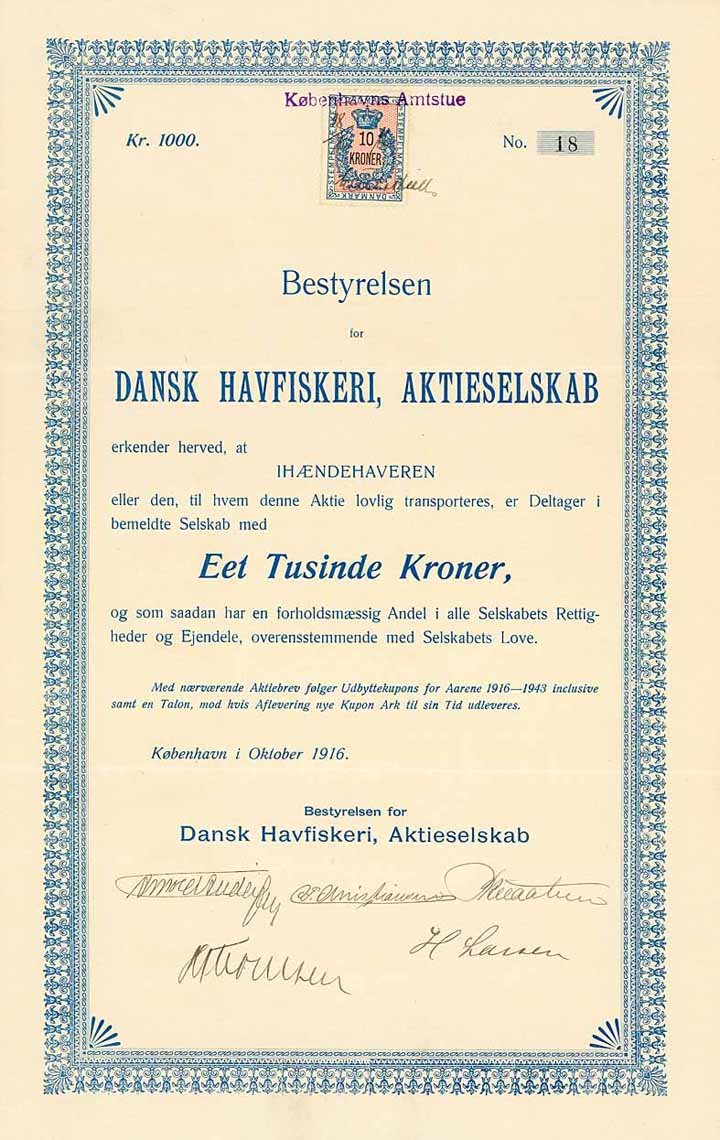 Københavns Amtstue
Kr. 1000.
10
KRONER
DANMARK
No. 18
Bestyrelsen
for
DANSK HAVFISKERI, AKTIESELSKAB
erkender herved, at
IHÆNDEHAVEREN
eller den, til hvem denne Aktie lovlig transporteres, er Deltager i
bemeldte Selskab med
Eet Tusinde Kroner,
og som saadan har en forholdsmæssig Andel i alle Selskabets Rettig-
heder og Ejendele, overensstemmende med Selskabets Love.
Med nærværende Aktiebrev følger Udbyttekupons for Aarene 1916—1943 inclusive
samt en Talon, mod hvis Aflevering nye Kupon Ark til sin Tid udleveres.
København i Oktober 1916.
Bestyrelsen for
Dansk Havfiskeri, Aktieselskab
H Larsen